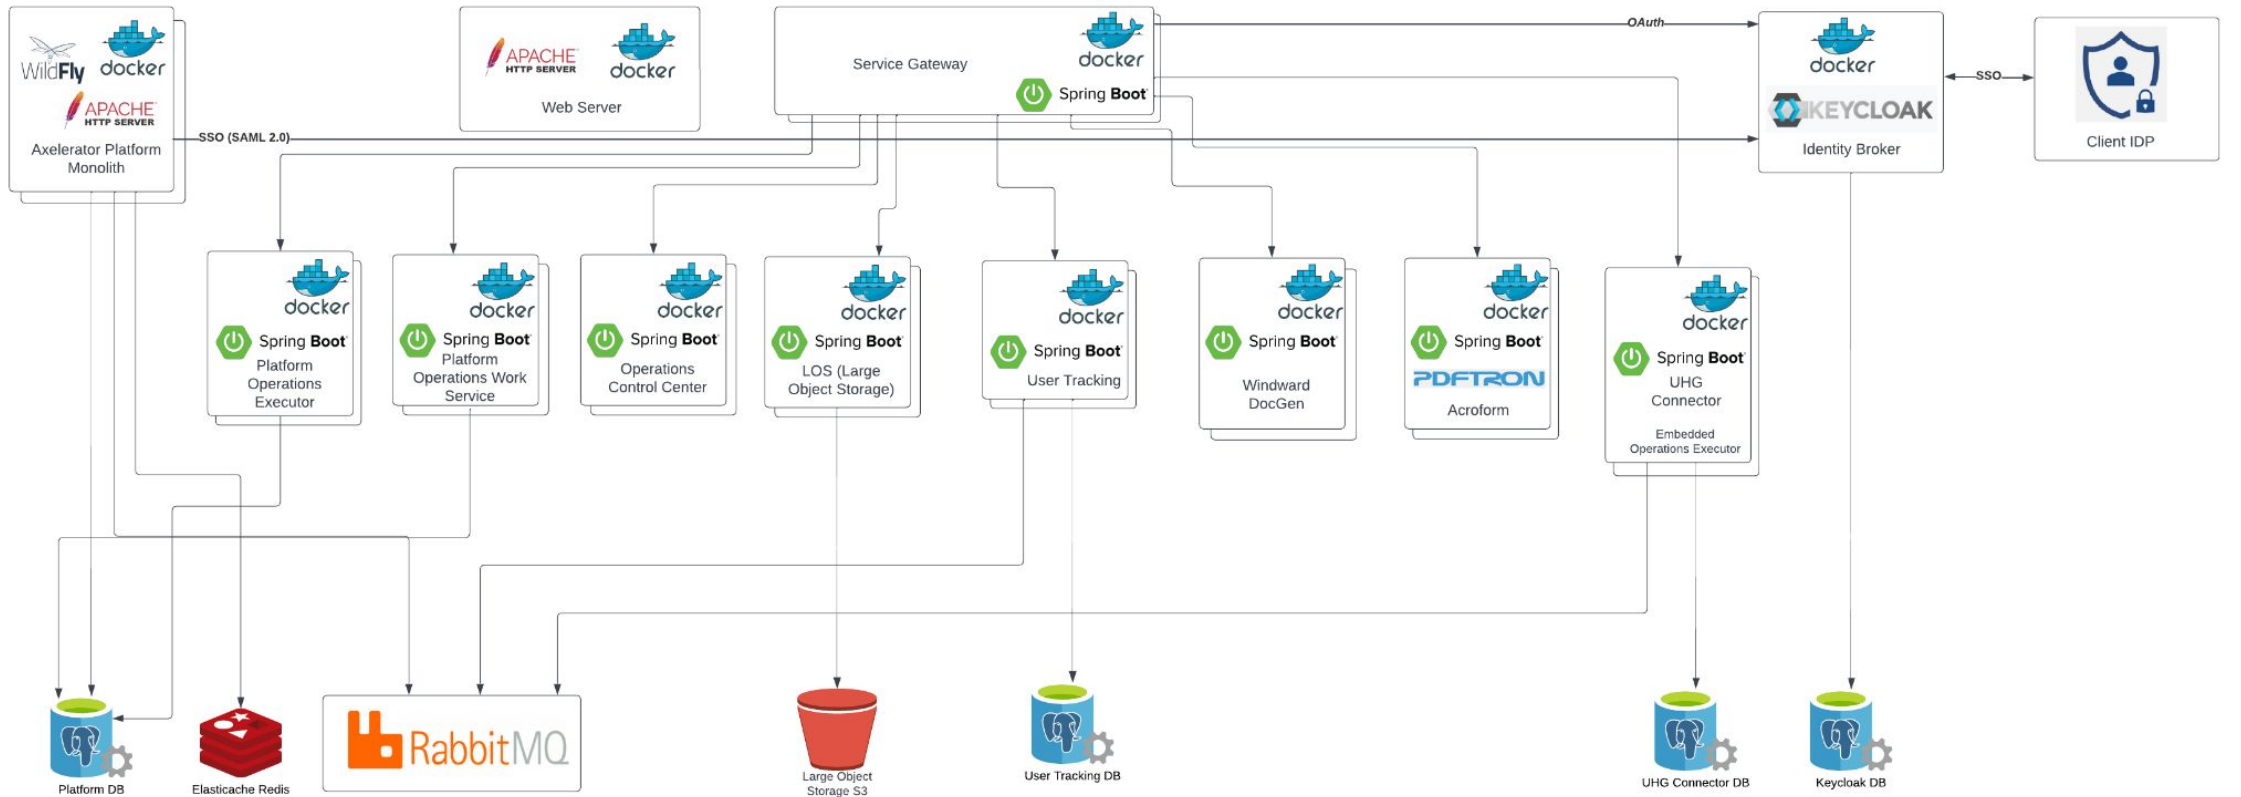 WildFly
docker
APACHE
HTTP SERVER
Axelerator Platform
Monolith
APACHE
HTTP SERVER
docker
Web Server
Service Gateway
docker
Spring Boot
OAuth
SSO (SAML 2.0)
docker
KEYCLOAK
Identity Broker
SSO
Client IDP
docker
Spring Boot
Platform
Operations
Executor
docker
Spring Boot
Platform
Operations Work
Service
docker
Spring Boot
Operations
Control Center
docker
Spring Boot
LOS (Large
Object Storage)
docker
Spring Boot
User Tracking
docker
Spring Boot
Windward
DocGen
docker
Spring Boot
PDFTRON
Acroform
docker
Spring Boot
UHG
Connector
Embedded
Operations Executor
Platform DB
Elasticache Redis
RabbitMQ
Large Object
Storage S3
User Tracking DB
UHG Connector DB
Keycloak DB